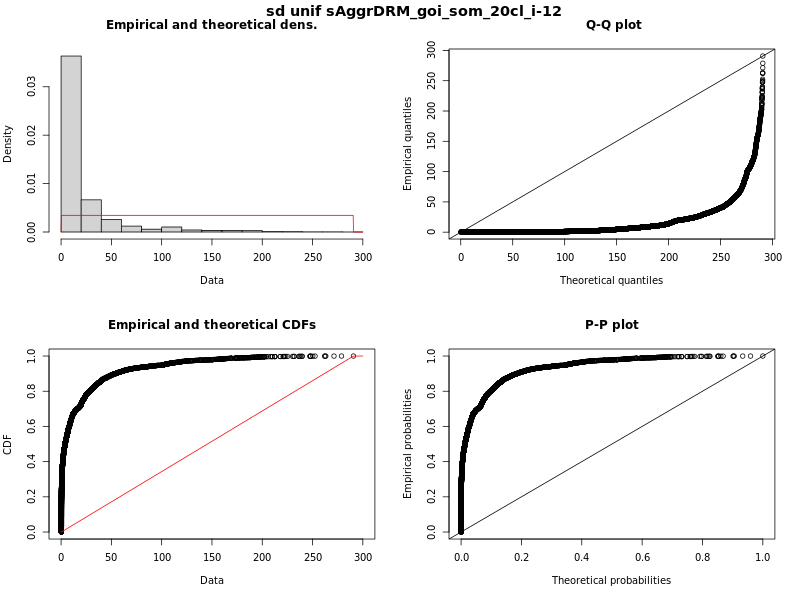 sd unif sAggrDRM_goi_som_20cl_i-12
Empirical and theoretical dens.
Density
0.00 0.01 0.02 0.03
0 50 100 150 200 250 300
Data
Q-Q plot
Empirical quantiles
0 50 100 150 200 250 300
0 50 100 150 200 250 300
Theoretical quantiles
Empirical and theoretical CDFs
CDF
0.0 0.2 0.4 0.6 0.8 1.0
0 50 100 150 200 250 300
Data
P-P plot
Empirical probabilities
0.0 0.2 0.4 0.6 0.8 1.0
0.0 0.2 0.4 0.6 0.8 1.0
Theoretical probabilities